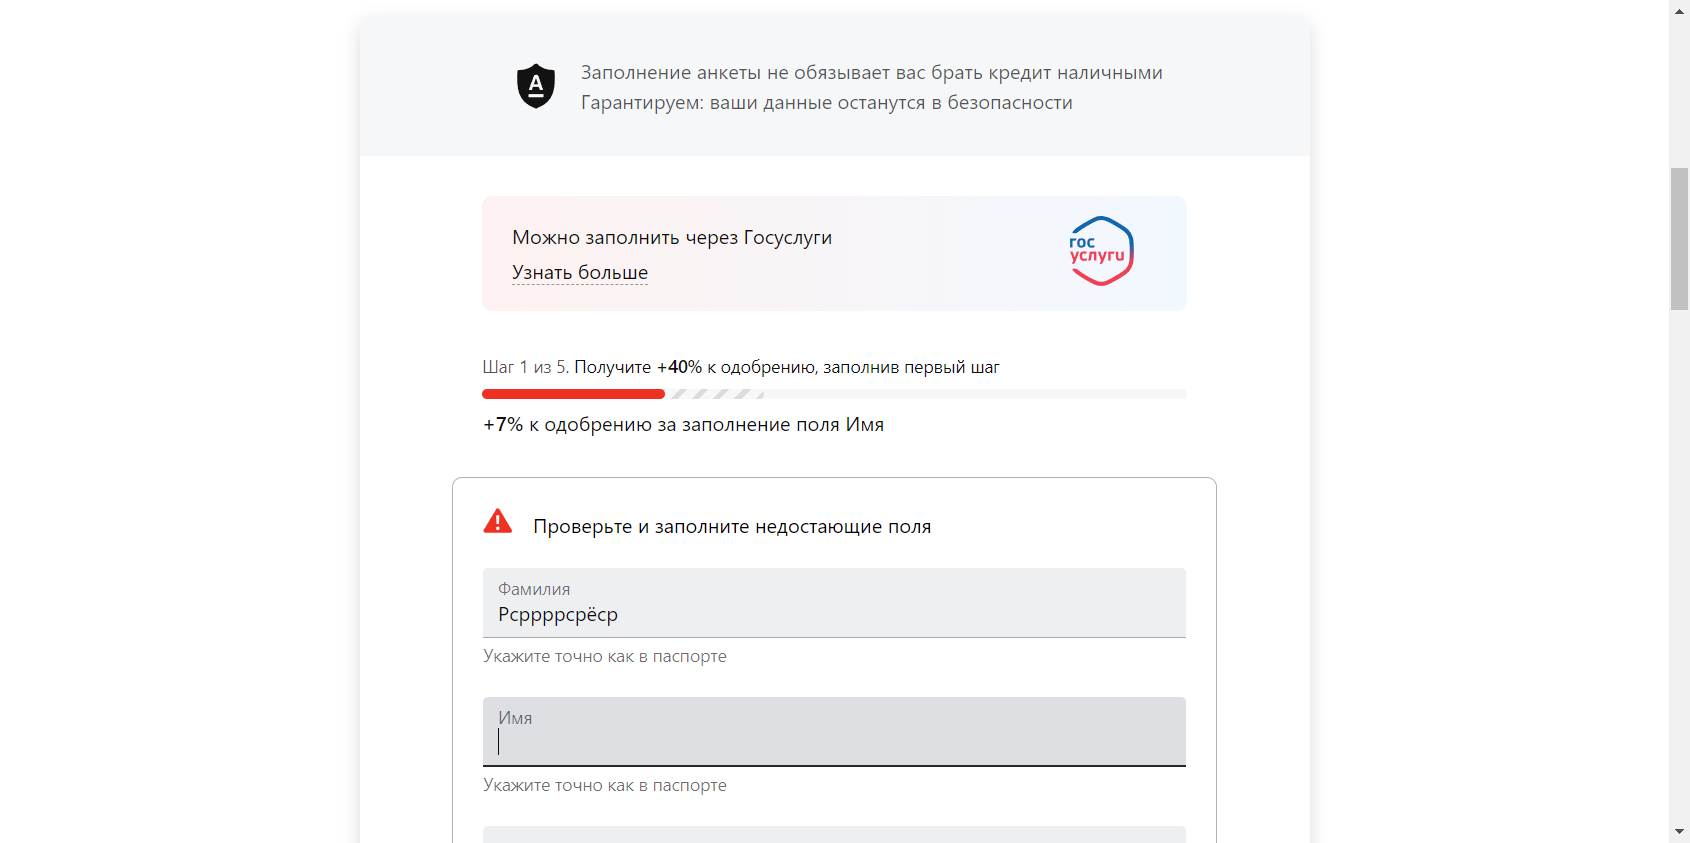 А
Заполнение анкеты не обязывает вас брать кредит наличными
Гарантируем: ваши данные останутся в безопасности
Можно заполнить через Госуслуги
Узнать больше
гос
услуги
Шаг 1 из 5. Получите +40% к одобрению, заполнив первый шаг
+7% к одобрению за заполнение поля Имя
Проверьте и заполните недостающие поля
Фамилия
Рсррррсрёср
Укажите точно как в паспорте
Имя
Укажите точно как в паспорте